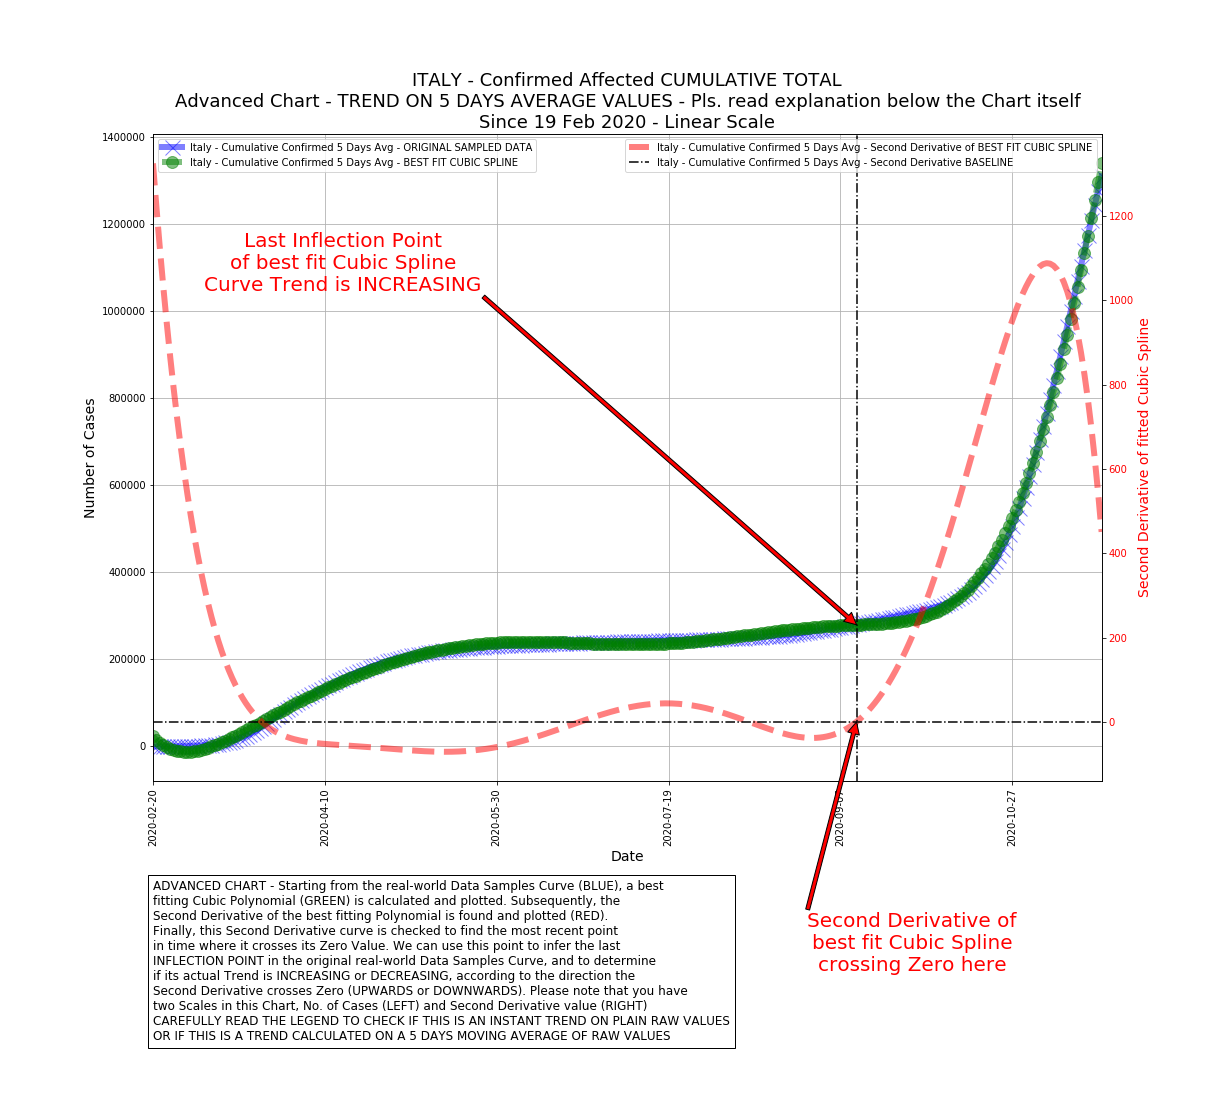 ITALY - Confirmed Affected CUMULATIVE TOTAL
Advanced Chart - TREND ON 5 DAYS AVERAGE VALUES - Pls. read explanation below the Chart itself
Since 19 Feb 2020 - Linear Scale
Italy - Cumulative Confirmed 5 Days Avg - ORIGINAL SAMPLED DATA
Italy - Cumulative Confirmed 5 Days Avg - BEST FIT CUBIC SPLINE
Italy - Cumulative Confirmed 5 Days Avg - Second Derivative of BEST FIT CUBIC SPLINE
Italy - Cumulative Confirmed 5 Days Avg - Second Derivative BASELINE
Last Inflection Point
of best fit Cubic Spline
Curve Trend is INCREASING
Number of Cases
1400000
1200000
1000000
800000
600000
400000
200000
0
1200
1000
800
600
400
200
0
Second Derivative of fitted Cubic Spline
2020-02-20
2020-04-10
2020-05-30
2020-07-19
2020-09-07
2020-10-27
Date
Second Derivative of
best fit Cubic Spline
crossing Zero here
ADVANCED CHART - Starting from the real-world Data Samples Curve (BLUE), a best
fitting Cubic Polynomial (GREEN) is calculated and plotted. Subsequently, the
Second Derivative of the best fitting Polynomial is found and plotted (RED).
Finally, this Second Derivative curve is checked to find the most recent point
in time where it crosses its Zero Value. We can use this point to infer the last
INFLECTION POINT in the original real-world Data Samples Curve, and to determine
if its actual Trend is INCREASING or DECREASING, according to the direction the
Second Derivative crosses Zero (UPWARDS or DOWNWARDS). Please note that you have
two Scales in this Chart, No. of Cases (LEFT) and Second Derivative value (RIGHT)
CAREFULLY READ THE LEGEND TO CHECK IF THIS IS AN INSTANT TREND ON PLAIN RAW VALUES
OR IF THIS IS A TREND CALCULATED ON A 5 DAYS MOVING AVERAGE OF RAW VALUES